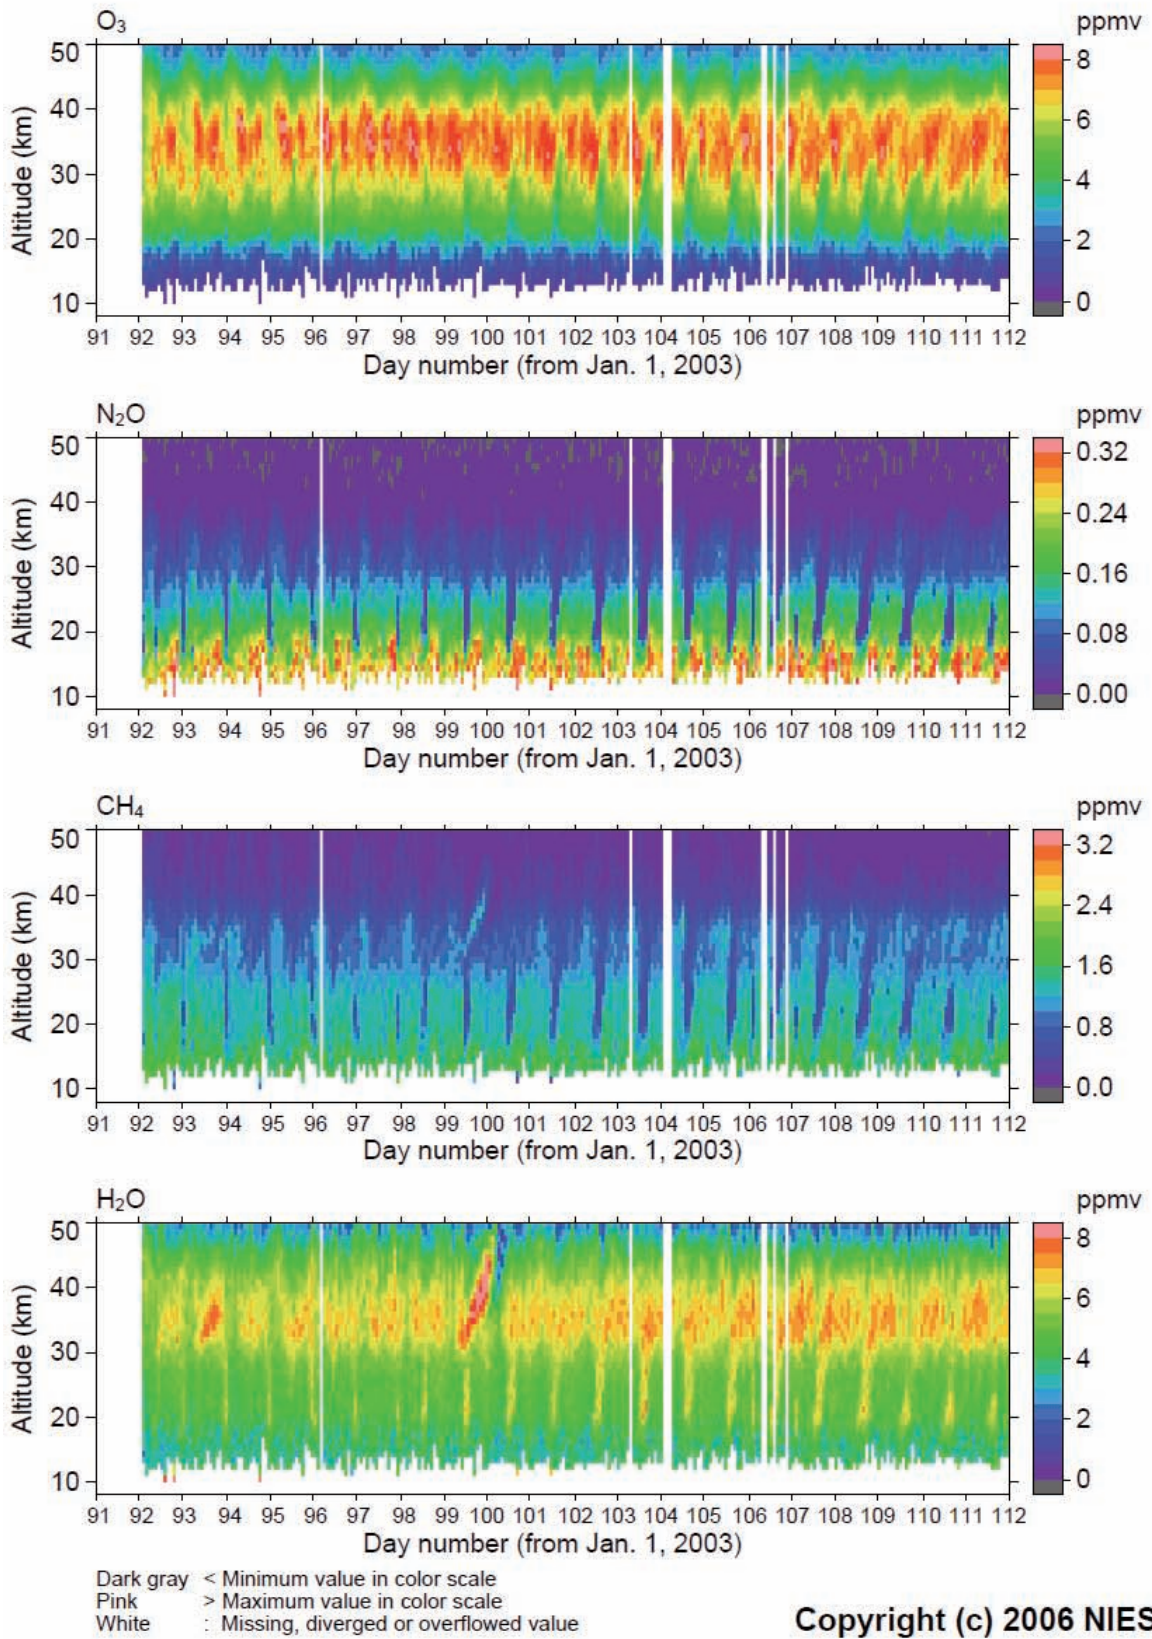 O₃
ppmv
50
40
30
20
10
Altitude (km)
8
6
4
2
0
91 92 93 94 95 96 97 98 99 100 101 102 103 104 105 106 107 108 109 110 111 112
Day number (from Jan. 1, 2003)
N₂O
ppmv
50
40
30
20
10
Altitude (km)
0.32
0.24
0.16
0.08
0.00
91 92 93 94 95 96 97 98 99 100 101 102 103 104 105 106 107 108 109 110 111 112
Day number (from Jan. 1, 2003)
CH₄
ppmv
50
40
30
20
10
Altitude (km)
3.2
2.4
1.6
0.8
0.0
91 92 93 94 95 96 97 98 99 100 101 102 103 104 105 106 107 108 109 110 111 112
Day number (from Jan. 1, 2003)
H₂O
ppmv
50
40
30
20
10
Altitude (km)
8
6
4
2
0
91 92 93 94 95 96 97 98 99 100 101 102 103 104 105 106 107 108 109 110 111 112
Day number (from Jan. 1, 2003)
Dark gray < Minimum value in color scale
Pink > Maximum value in color scale
White : Missing, diverged or overflowed value
Copyright (c) 2006 NIES